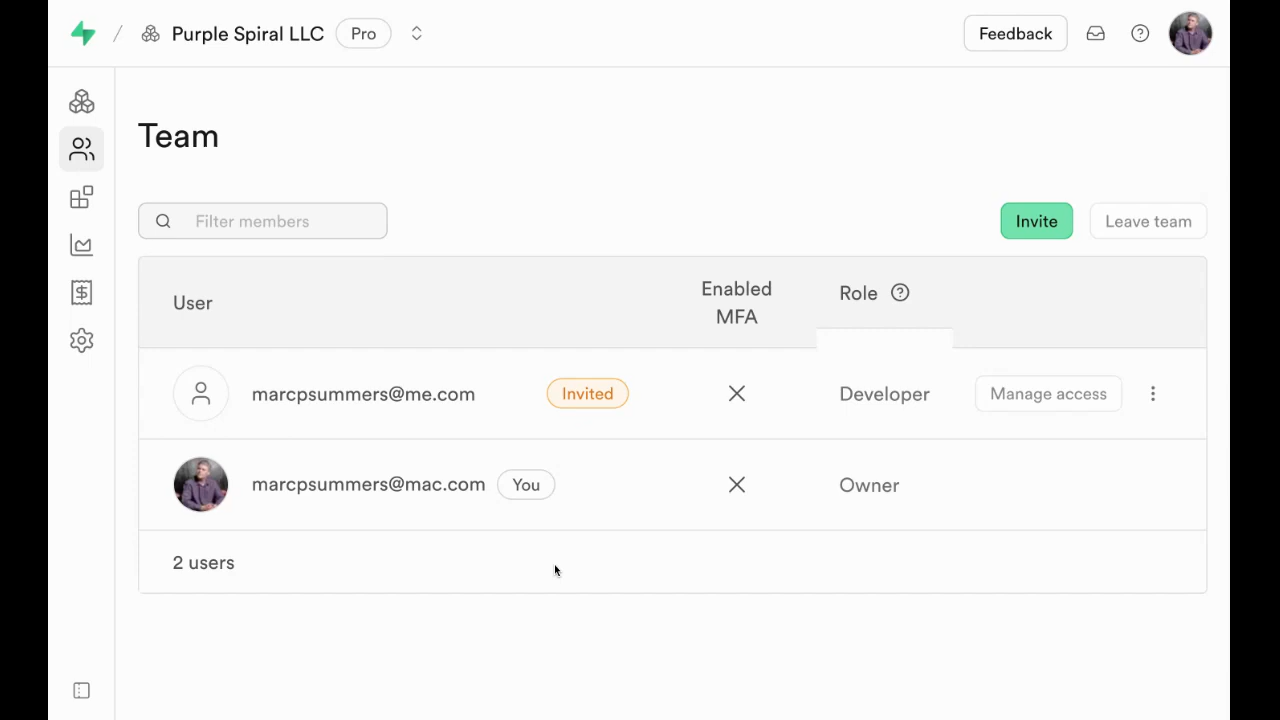 / Purple Spiral LLC Pro Feedback
Team
Filter members Invite Leave team
User Enabled MFA Role
marcpsummers@me.com Invited Developer Manage access
marcpsummers@mac.com You Owner
2 users